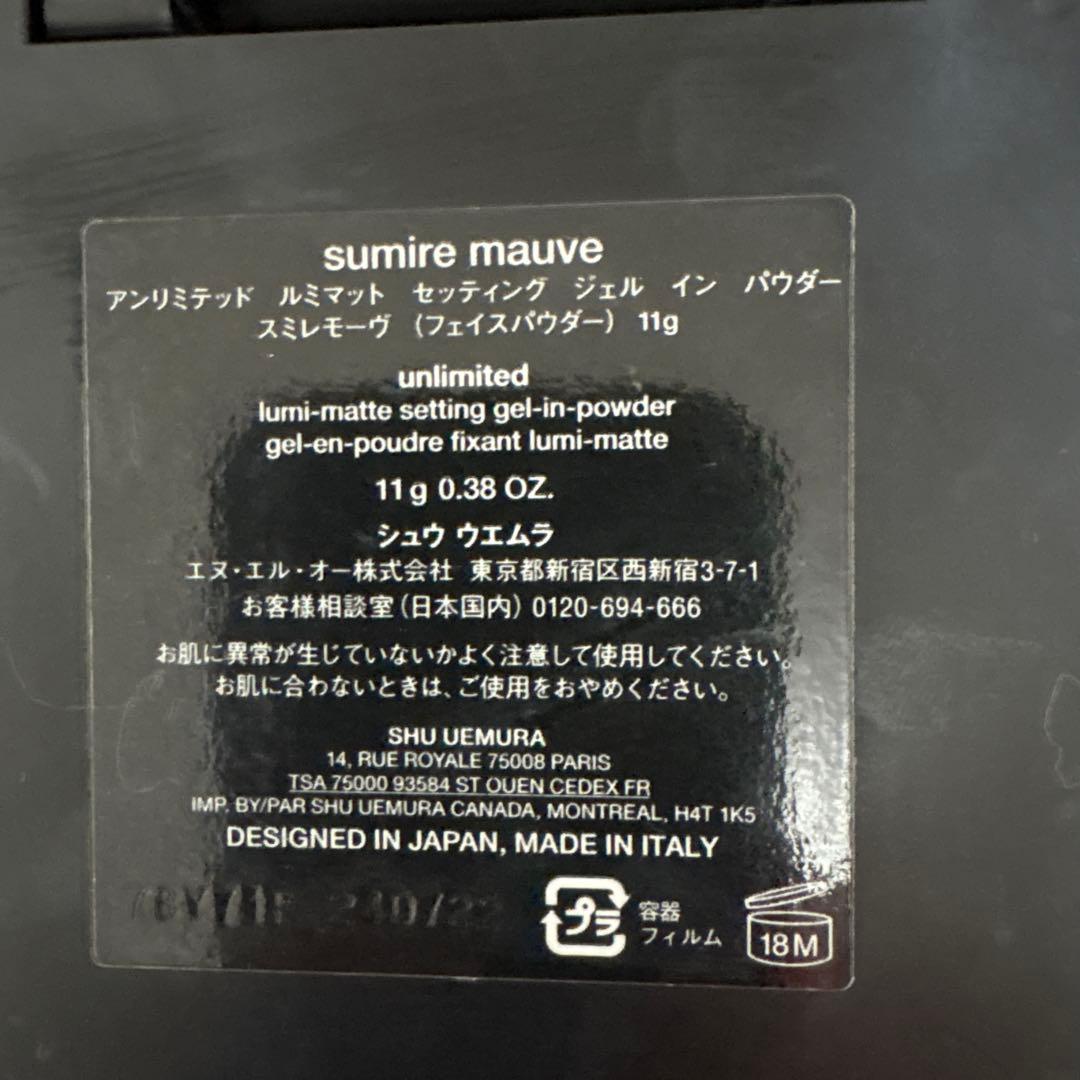 sumire mauve
アンリミテッド ルミマット セッティング ジェル イン パウダー
スミレモーヴ (フェイスパウダー) 11g
unlimited
lumi-matte setting gel-in-powder
gel-en-poudre fixant lumi-matte
11 g 0.38 OZ.
シュウ ウエムラ
エヌ・エル・オー株式会社 東京都新宿区西新宿3-7-1
お客様相談室(日本国内) 0120-694-666
お肌に異常が生じていないかよく注意して使用してください。
お肌に合わないときは、ご使用をおやめください。
SHU UEMURA
14, RUE ROYALE 75008 PARIS
TSA 75000 93584 ST OUEN CEDEX FR
IMP. BY/PAR SHU UEMURA CANADA, MONTREAL, H4T 1K5
DESIGNED IN JAPAN, MADE IN ITALY
プラ 容器
フィルム
18M